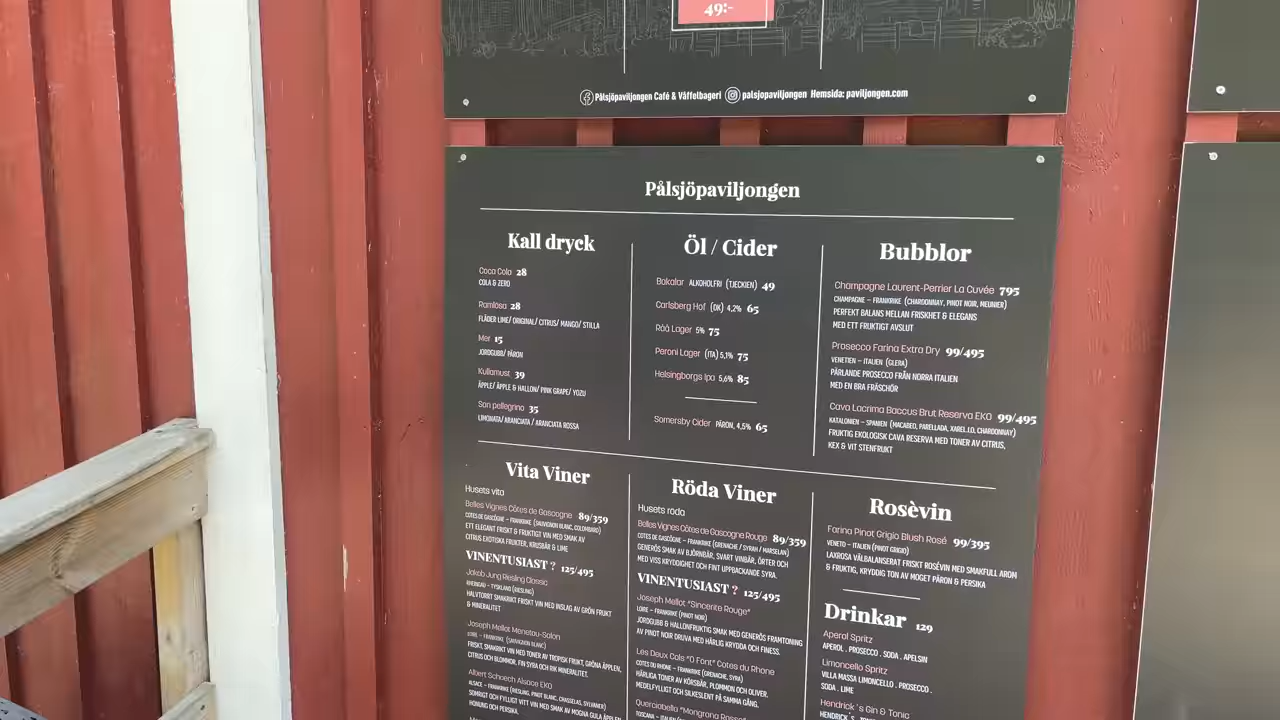 49:-
Pålsjöpaviljongen Café & Våffelbageri palsjopaviljongen Hemsida: paviljongen.com
Pålsjöpaviljongen
Kall dryck
Coca Cola 28
COLA & ZERO
Ramlösa 28
FLÄDER LIME/ ORIGINAL/ CITRUS/ MANGO/ STILLA
Mer 15
JORDGUBB/ PÄRON
Kullamust 39
ÄPPLE/ ÄPPLE & HALLON/ PINK GRAPE/ YOZU
San pellegrino 35
LIMONATA/ ARANCIATA / ARANCIATA ROSSA
Öl / Cider
Bakalar ALKOHOLFRI (TJECKIEN) 49
Carlsberg Hof (DK) 4,2% 65
Råå Lager 5% 75
Peroni Lager (ITA) 5,1% 75
Helsingborgs Ipa 5,6% 85
Somersby Cider PÄRON, 4,5% 65
Bubblor
Champagne Laurent-Perrier La Cuvée 795
CHAMPAGNE – FRANKRIKE (CHARDONNAY, PINOT NOIR, MEUNIER)
PERFEKT BALANS MELLAN FRISKHET & ELEGANS
MED ETT FRUKTIGT AVSLUT
Prosecco Farina Extra Dry 99/495
VENETIEN – ITALIEN (GLERA)
PÄRLANDE PROSECCO FRÅN NORRA ITALIEN
MED EN BRA FRÄSCHÖR
Cava Lacrima Baccus Brut Reserva EKO 99/495
KATALONIEN – SPANIEN (MACABEO, PARELLADA, XAREL.LO, CHARDONNAY)
FRUKTIG EKOLOGISK CAVA RESERVA MED TONER AV CITRUS,
KEX & VIT STENFRUKT
Vita Viner
Husets vita
Belles Vignes Côtes de Gascogne 89/359
COTES DE GASCOGNE – FRANKRIKE (SAUVIGNON BLANC, COLOMBARD)
ETT ELEGANT FRISKT & FRUKTIGT VIN MED SMAK AV
CITRUS EXOTISKA FRUKTER, KRUSBÄR & LIME
VINENTUSIAST ? 125/495
Jakob Jung Riesling Classic
RHEINGAU – TYSKLAND (RIESLING)
HALVTORRT SMAKRIKT FRISKT VIN MED INSLAG AV GRÖN FRUKT
& MINERALITET
Joseph Mellot Menetou-Salon
LOIRE – FRANKRIKE (SAUVIGNON BLANC)
FRISKT, SMAKRIKT VIN MED TONER AV TROPISK FRUKT, GRÖNA ÄPPLEN,
CITRUS OCH BLOMMOR, FIN SYRA OCH RIK MINERALITET.
Albert Schoech Alsace EKO
ALSACE – FRANKRIKE (RIESLING, PINOT BLANC, CHASSELAS, SYLVANER)
SOMRIGT OCH FYLLIGT VITT VIN MED SMAK AV MOGNA GULA
HONUNG OCH PERSIKA.
Röda Viner
Husets röda
Belles Vignes Côtes de Gascogne Rouge 89/359
COTES DE GASCOGNE – FRANKRIKE (GRENACHE / SYRAH / MARSELAN)
GENERÖS SMAK AV BJÖRNBÄR, SVART VINBÄR, ÖRTER OCH
MED VISS KRYDDIGHET OCH FINT UPPBACKANDE SYRA.
VINENTUSIAST ? 125/495
Joseph Mellot "Sincerite Rouge"
LOIRE – FRANKRIKE (PINOT NOIR)
JORDGUBB & HALLONFRUKTIG SMAK MED GENERÖS FRAMTONING
AV PINOT NOIR DRUVA MED HÄRLIG KRYDDA OCH FINESS.
Les Deux Cols "O Font" Cotes du Rhone
COTES DU RHONE – FRANKRIKE (GRENACHE, SYRA)
HÄRLIGA TONER AV KÖRSBÄR, PLOMMON OCH OLIVER.
MEDELFYLLIGT OCH SILKESLENT PÅ SAMMA GÅNG.
Querciabella "Mongrana Rosso"
Rosèvin
Farina Pinot Grigio Blush Rosé 99/395
VENETO – ITALIEN (PINOT GRIGIO)
LAXROSA VÄLBALANSERAT FRISKT ROSÉVIN MED SMAKFULL AROM
& FRUKTIG, KRYDDIG TON AV MOGET PÄRON & PERSIKA
Drinkar 129
Aperol Spritz
APEROL . PROSECCO . SODA . APELSIN
Limoncello Spritz
VILLA MASSA LIMONCELLO . PROSECCO .
SODA . LIME
Hendrick´s Gin & Tonic